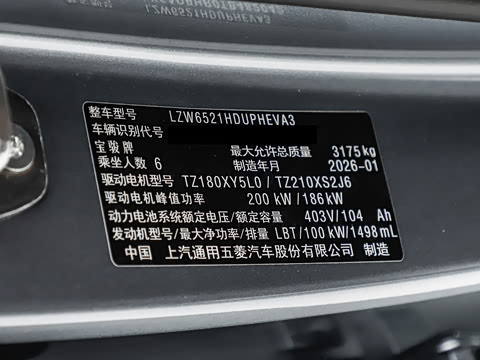 整车型号 LZW6521HDUPHEVA3
车辆识别代号
宝骏牌 最大允许总质量 3175kg
乘坐人数 6 制造年月 2026-01
驱动电机型号 TZ180XY5L0 / TZ210XS2J6
驱动电机峰值功率 200 kW /186kW
动力电池系统额定电压/额定容量 403V/104 Ah
发动机型号/最大净功率/排量 LBT/100 kW/1498 mL
中国 上汽通用五菱汽车股份有限公司 制造